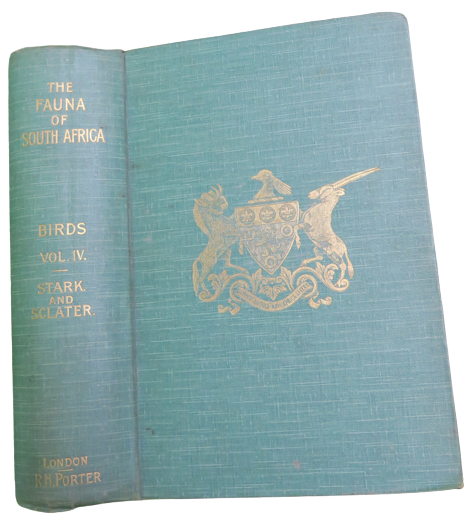 THE
FAUNA
OF
SOUTH AFRICA
BIRDS
VOL. IV.
STARK.
AND
SCLATER.
LONDON
R.H. PORTER